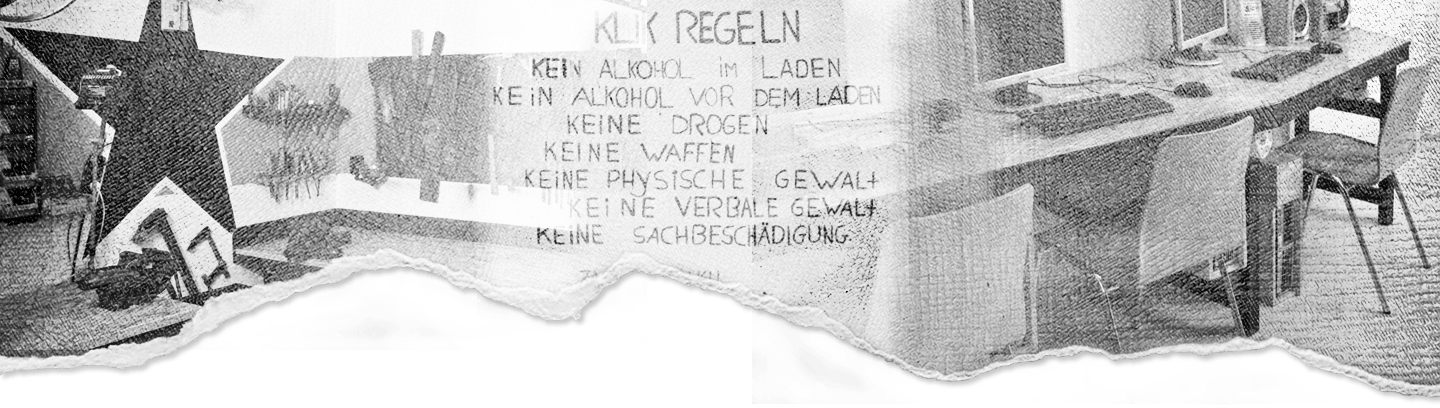 KLIK REGELN
KEIN ALKOHOL iM LADEN
KEiN ALKOHOL VOR DEM LADEN
KEINE DROGEN
KEINE WAFFEN
KEiNE PHYSISCHE GEWALt
KEiNE VERBALE GEWALt
KEINE SACHBESCHÄDIGUNG